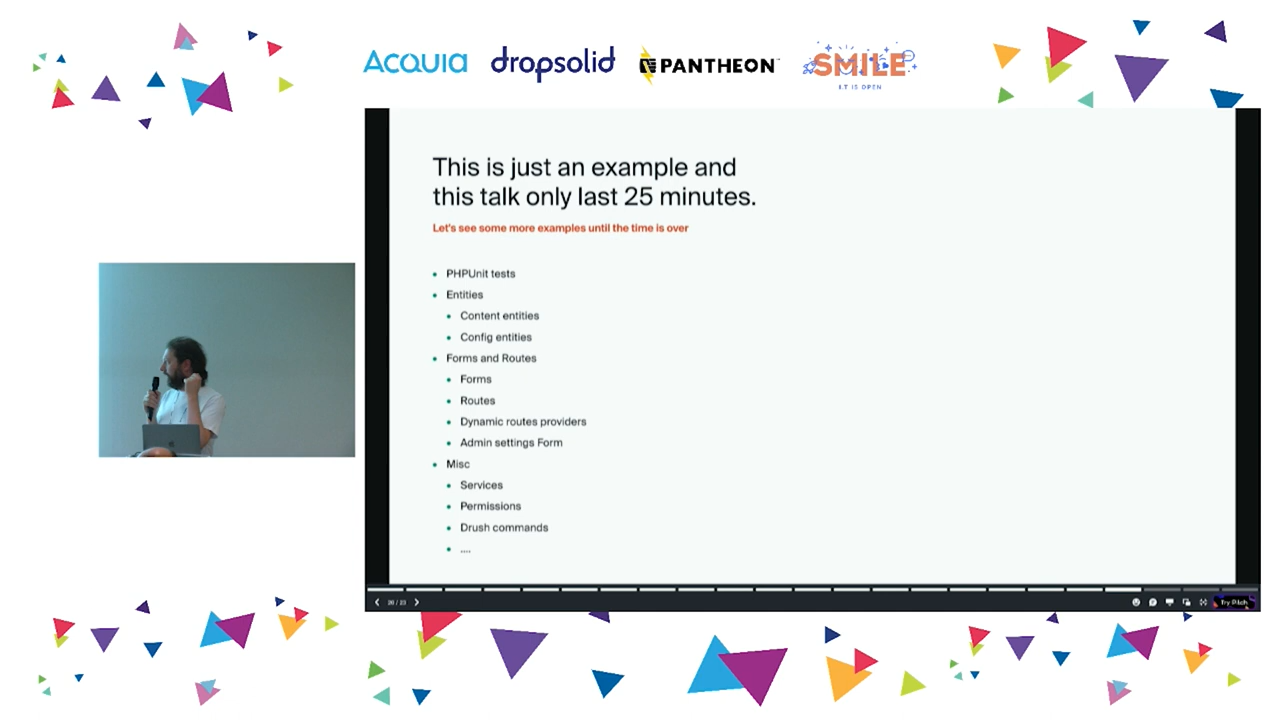 ACQUIA
dropsolid
PANTHEON
SMILE
I.T IS OPEN
This is just an example and
this talk only last 25 minutes.
Let's see some more examples until the time is over
PHPUnit tests
Entities
Content entities
Config entities
Forms and Routes
Forms
Routes
Dynamic routes providers
Admin settings Form
Misc
Services
Permissions
Drush commands
....
Try Pitch